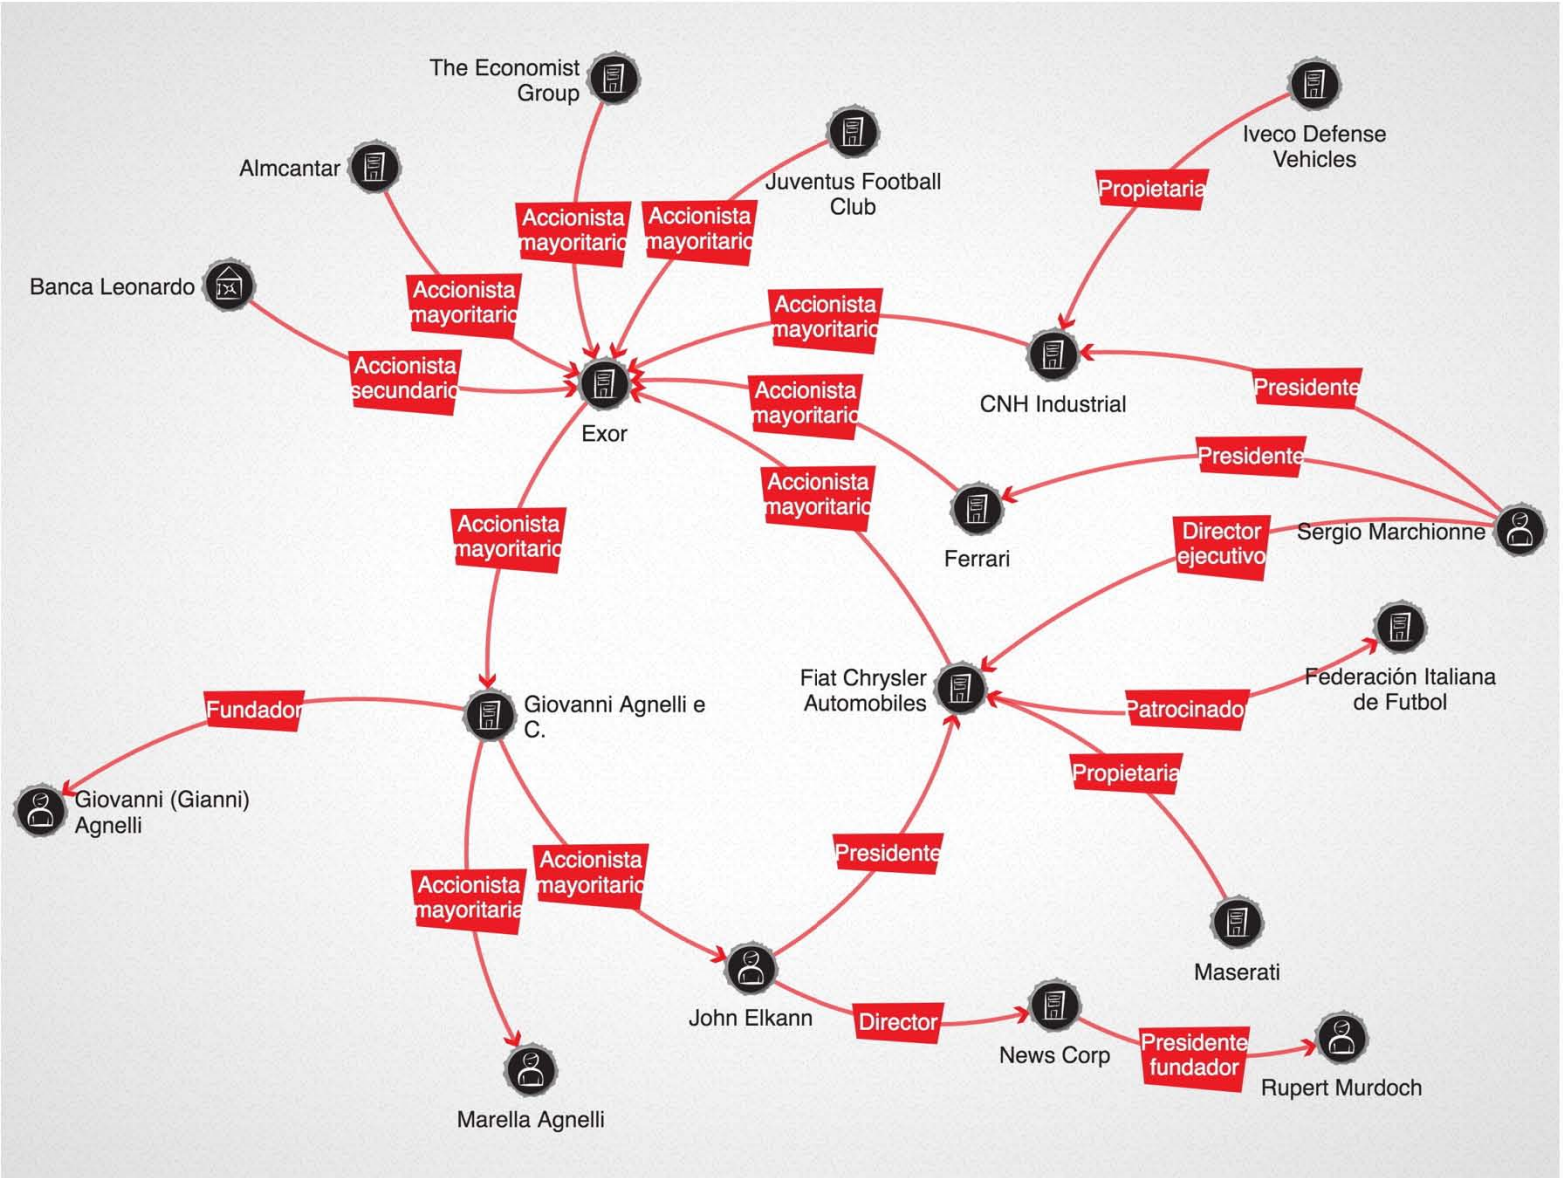 The Economist
Group
Almcantar
Juventus Football
Club
Iveco Defense
Vehicles
Propietaria
Accionista
mayoritario
Accionista
mayoritario
Banca Leonardo
Accionista
mayoritario
Accionista
mayoritario
Accionista
secundario
Exor
CNH Industrial
Presidente
Accionista
mayoritario
Presidente
Accionista
mayoritario
Ferrari
Director
ejecutivo
Sergio Marchionne
Accionista
mayoritario
Fiat Chrysler
Automobiles
Federación Italiana
de Futbol
Patrocinador
Fundador
Giovanni Agnelli e
C.
Propietaria
Giovanni (Gianni)
Agnelli
Presidente
Accionista
mayoritario
Accionista
mayoritaria
Maserati
John Elkann
Director
News Corp
Presidente
fundador
Rupert Murdoch
Marella Agnelli